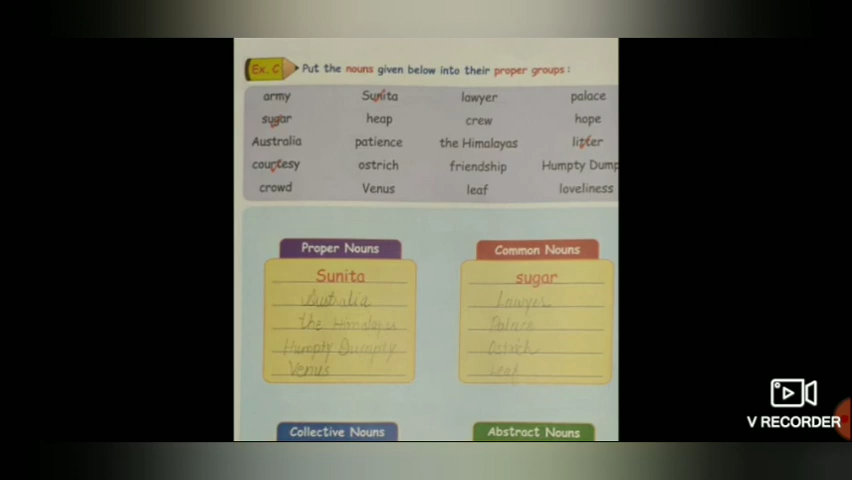 Ex. C Put the nouns given below into their proper groups :
army Sunita lawyer palace
sugar heap crew hope
Australia patience the Himalayas litter
courtesy ostrich friendship Humpty Dump
crowd Venus leaf loveliness
Proper Nouns
Sunita
Australia
the Himalayas
Humpty Dumpty
Venus
Common Nouns
sugar
Lawyer
Palace
Ostrich
Leaf
Collective Nouns
Abstract Nouns
V RECORDER